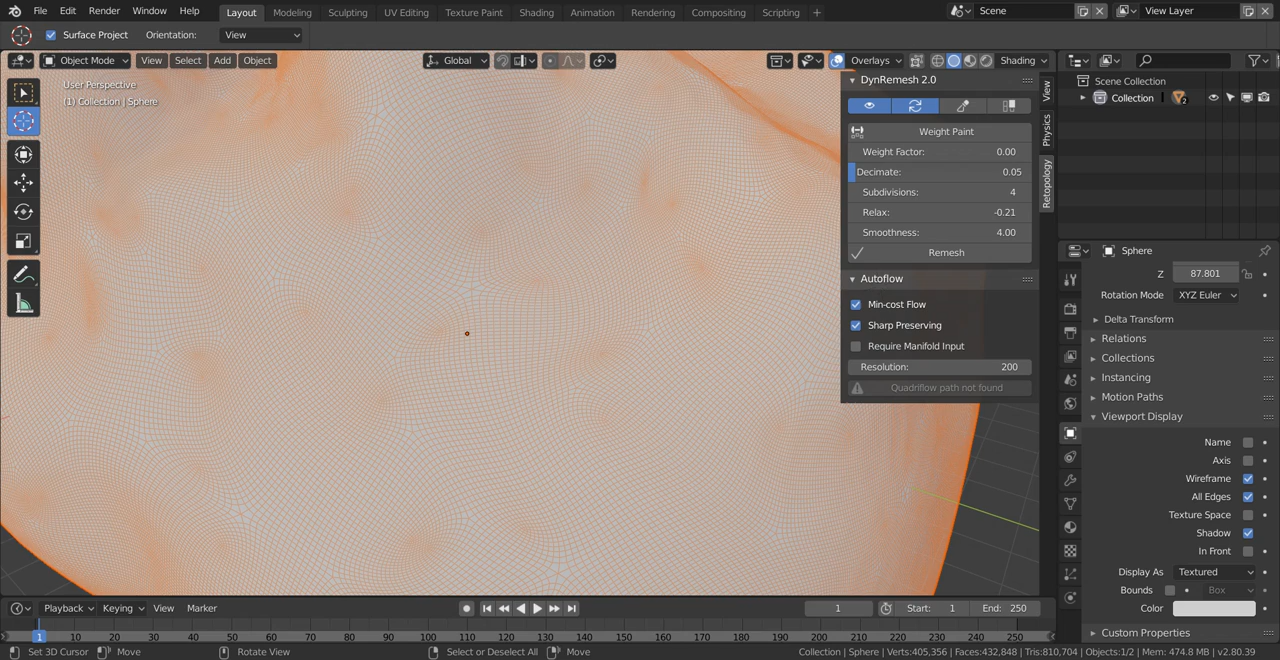 File Edit Render Window Help Layout Modeling Sculpting UV Editing Texture Paint Shading Animation Rendering Compositing Scripting + Scene View Layer
Surface Project Orientation: View
Object Mode View Select Add Object Global Overlays Shading
User Perspective
(1) Collection | Sphere
DynRemesh 2.0
Weight Paint
Weight Factor: 0.00
Decimate: 0.05
Subdivisions: 4
Relax: -0.21
Smoothness: 4.00
Remesh
Autoflow
Min-cost Flow
Sharp Preserving
Require Manifold Input
Resolution: 200
Quadriflow path not found
View
Physics
Retopology
Scene Collection
Collection 2
Sphere
Z 87.801
Rotation Mode XYZ Euler
Delta Transform
Relations
Collections
Instancing
Motion Paths
Viewport Display
Name
Axis
Wireframe
All Edges
Texture Space
Shadow
In Front
Display As Textured
Bounds Box
Color
Custom Properties
Playback Keying View Marker 1 Start: 1 End: 250
1 10 20 30 40 50 60 70 80 90 100 110 120 130 140 150 160 170 180 190 200 210 220 230 240 250
Set 3D Cursor Move Rotate View Select or Deselect All Move Collection | Sphere | Verts:405,356 | Faces:432,848 | Tris:810,704 | Objects:1/2 | Mem: 474.8 MB | v2.80.39